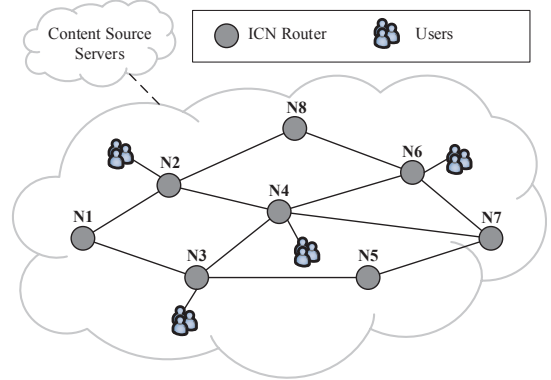 Content Source
Servers
ICN Router
Users
N8
N2
N6
N4
N1
N7
N3
N5